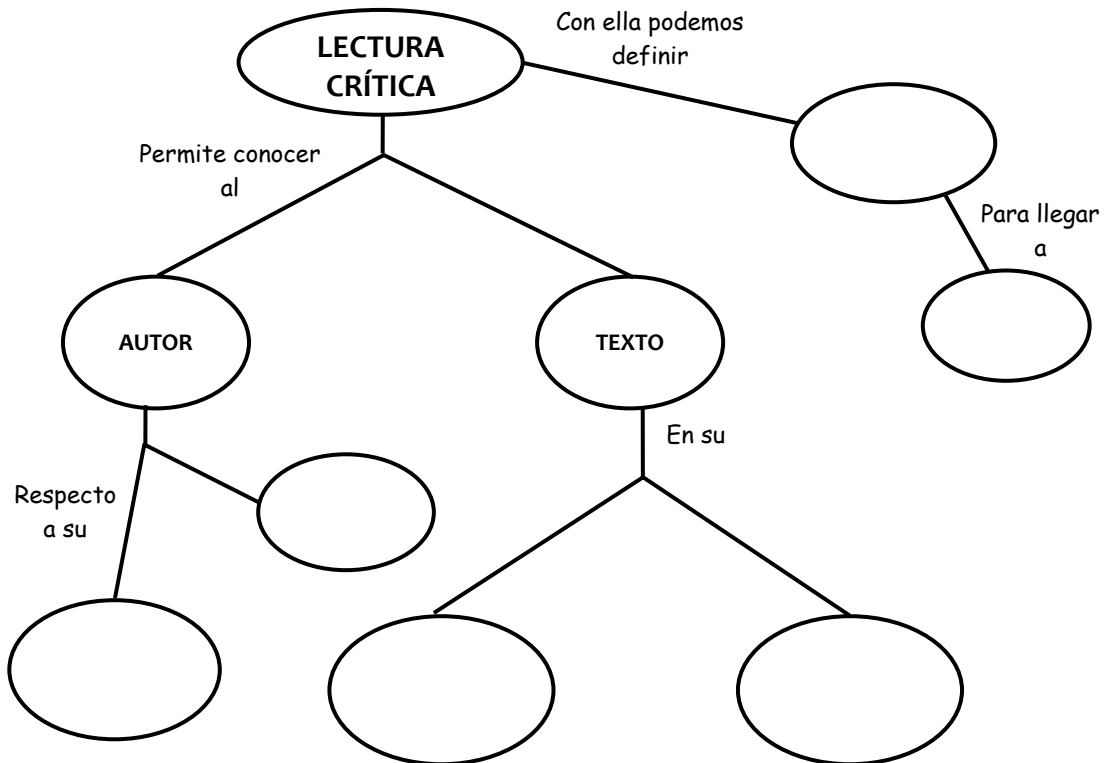 LECTURA
CRÍTICA
Con ella podemos
definir
Permite conocer
al
Para llegar
a
AUTOR
TEXTO
En su
Respecto
a su